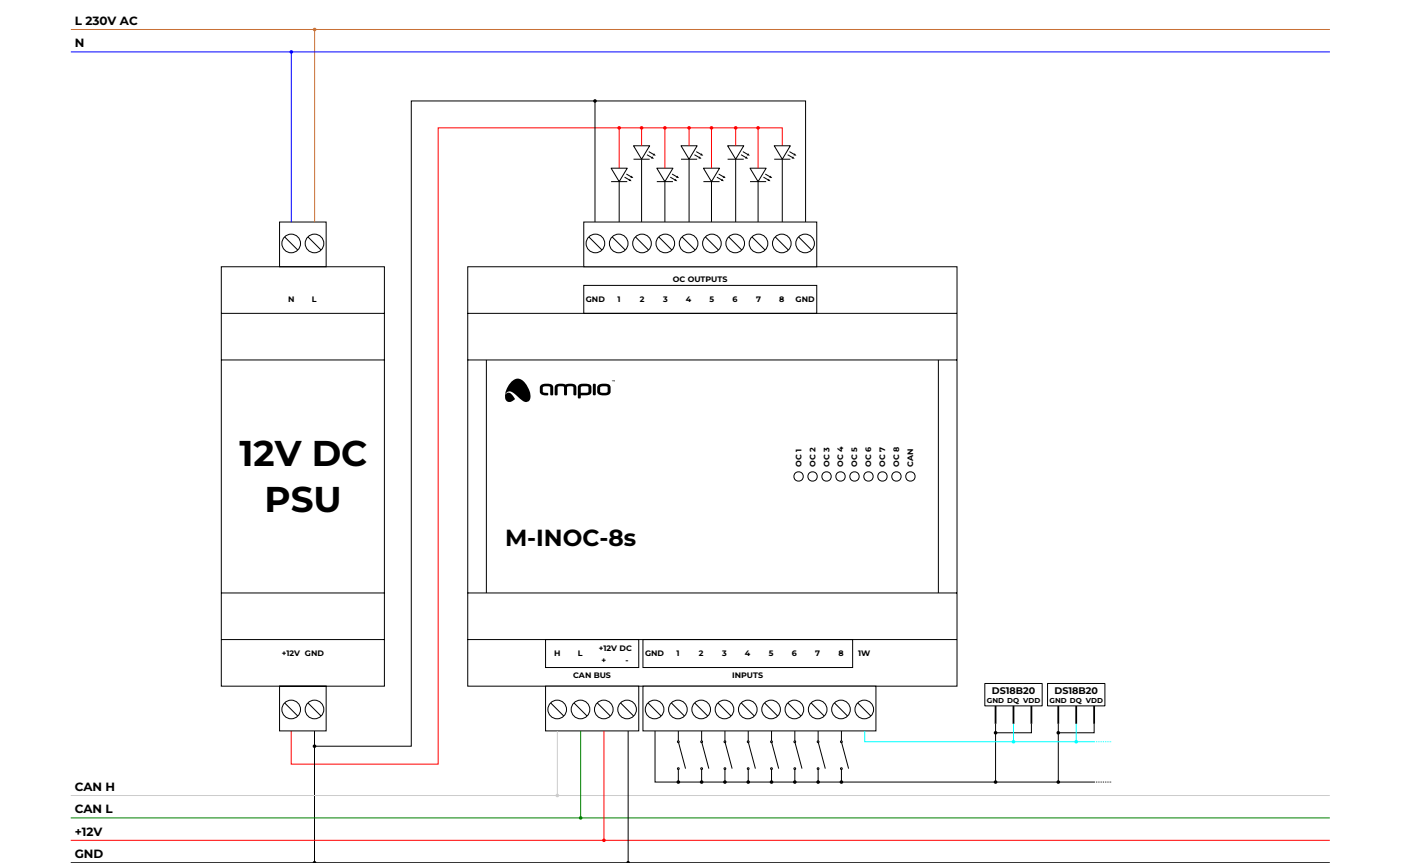 L 230V AC
N
OC OUTPUTS
N L
GND 1 2 3 4 5 6 7 8 GND
ampio
12V DC
PSU
OC 1 OC 2 OC 3 OC 4 OC 5 OC 6 OC 7 OC 8 CAN
M-INOC-8s
+12V GND
H L +12V DC
+ -
GND 1 2 3 4 5 6 7 8 1W
CAN BUS
INPUTS
DS18B20
GND DQ VDD
DS18B20
GND DQ VDD
CAN H
CAN L
+12V
GND